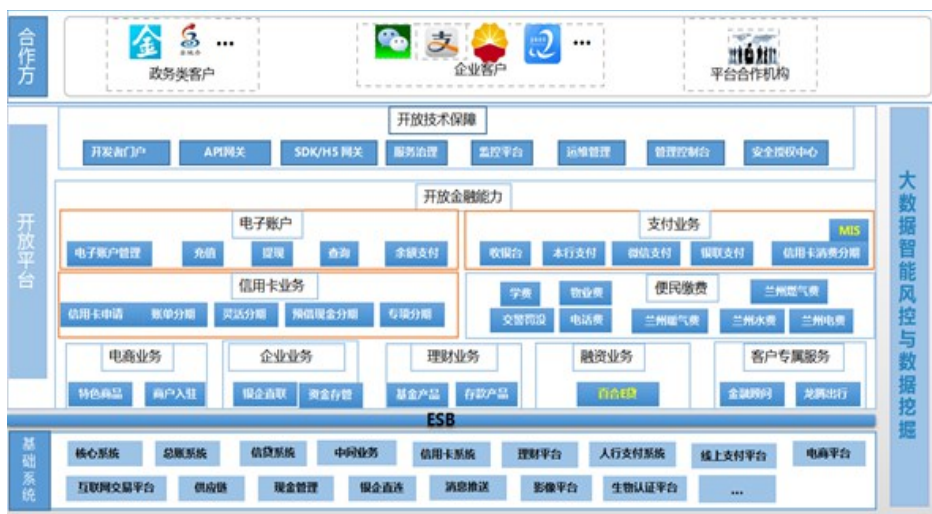 合作方
金
...
支
...
政务类客户
企业客户
平台合作机构
开放平台
开放技术保障
开发者门户 API网关 SDK/H5 网关 服务治理 监控平台 运维管理 管理控制台 安全授权中心
开放金融能力
电子账户
电子账户管理 充值 提现 查询 余额支付
支付业务
MIS
收银台 本行支付 微信支付 银联支付 信用卡消费分期
信用卡业务
信用卡申请 账单分期 灵活分期 预借现金分期 专项分期
便民缴费
学费 物业费 兰州燃气费
交警罚没 电话费 兰州暖气费 兰州水费 兰州电费
电商业务
特色商品 商户入驻
企业业务
银企直联 资金存管
理财业务
基金产品 存款产品
融资业务
百合E贷
客户专属服务
金融顾问 龙腾出行
大数据智能风控与数据挖掘
ESB
基础系统
核心系统 总账系统 信贷系统 中间业务 信用卡系统 理财平台 人行支付系统 线上支付平台 电商平台
互联网交易平台 供应链 现金管理 银企直连 消息推送 影像平台 生物认证平台 ...